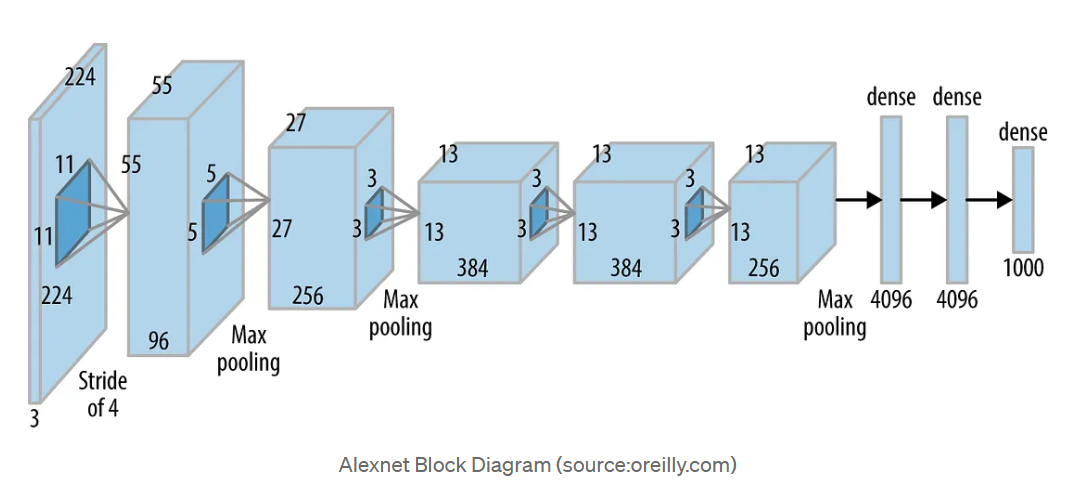 224
11
11
224
3
Stride
of 4
55
55
5
5
96
Max
pooling
27
27
3
3
256
Max
pooling
13
13
3
3
384
13
13
3
3
384
13
13
256
Max
pooling
dense
4096
dense
4096
dense
1000
Alexnet Block Diagram (source:oreilly.com)